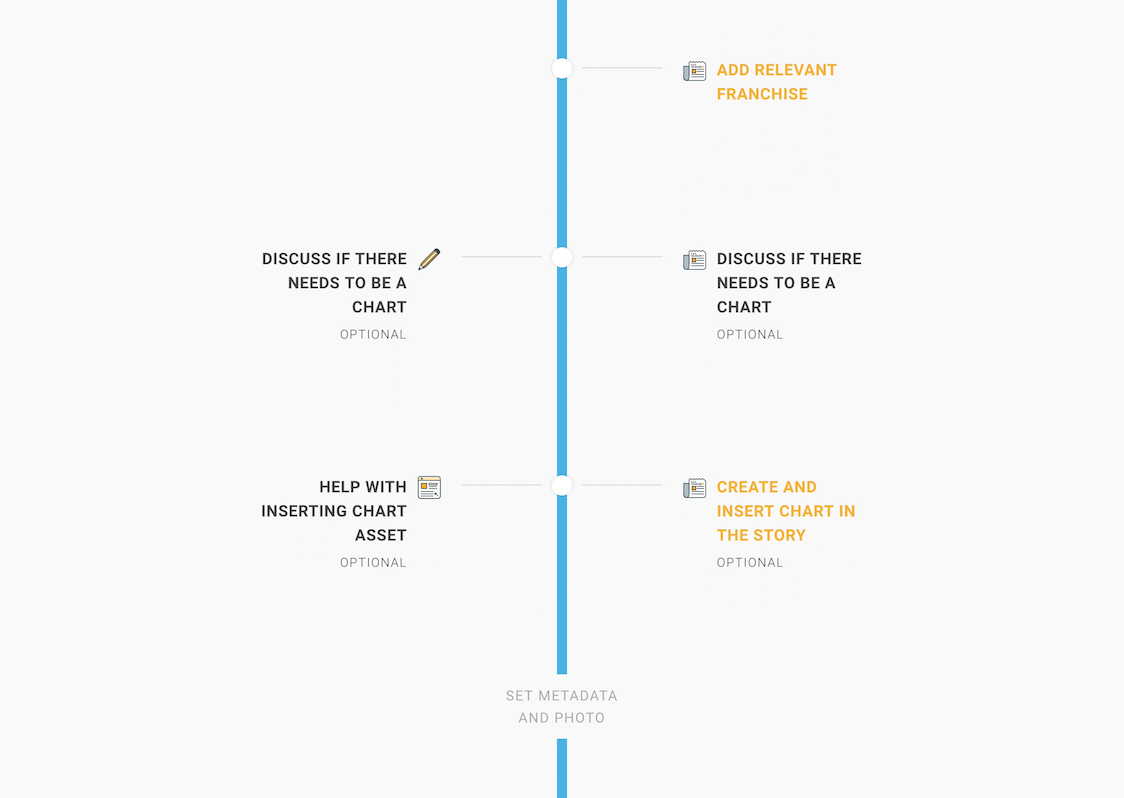 ADD RELEVANT
FRANCHISE
DISCUSS IF THERE
NEEDS TO BE A
CHART
OPTIONAL
DISCUSS IF THERE
NEEDS TO BE A
CHART
OPTIONAL
HELP WITH
INSERTING CHART
ASSET
OPTIONAL
CREATE AND
INSERT CHART IN
THE STORY
OPTIONAL
SET METADATA
AND PHOTO